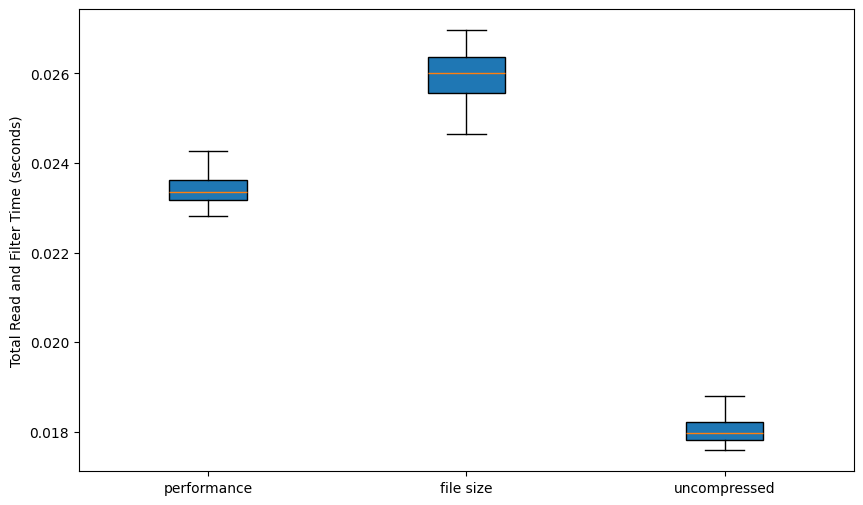 Total Read and Filter Time (seconds)
0.026
0.024
0.022
0.020
0.018
performance
file size
uncompressed